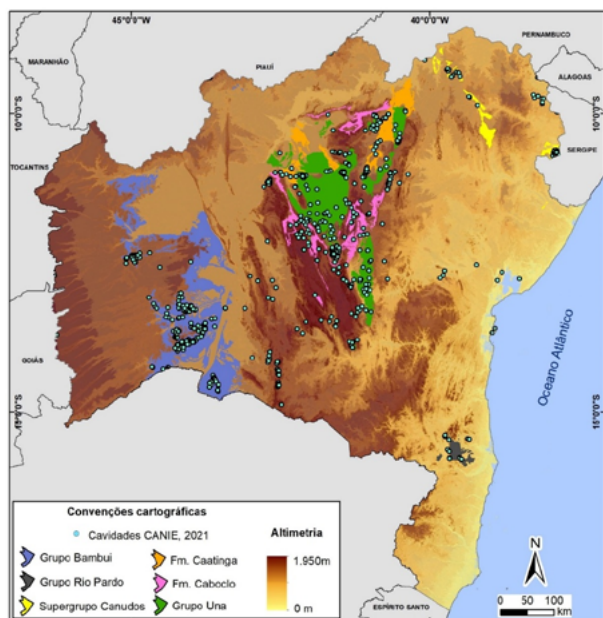 45°0'0"W
40°0'0"W
MARANHÃO
PIAUÍ
PERNAMBUCO
ALAGOAS
10°0'0"S
10°0'0"S
TOCANTINS
SERGIPE
GOIÁS
Oceano Atlântico
15°0'0"S
15°0'0"S
Convenções cartográficas
Cavidades CANIE, 2021
Grupo Bambuí
Grupo Rio Pardo
Supergrupo Canudos
Fm. Caatinga
Fm. Caboclo
Grupo Una
Altimetria
1.950m
0 m
N
0 50 100
km
ESPÍRITO SANTO